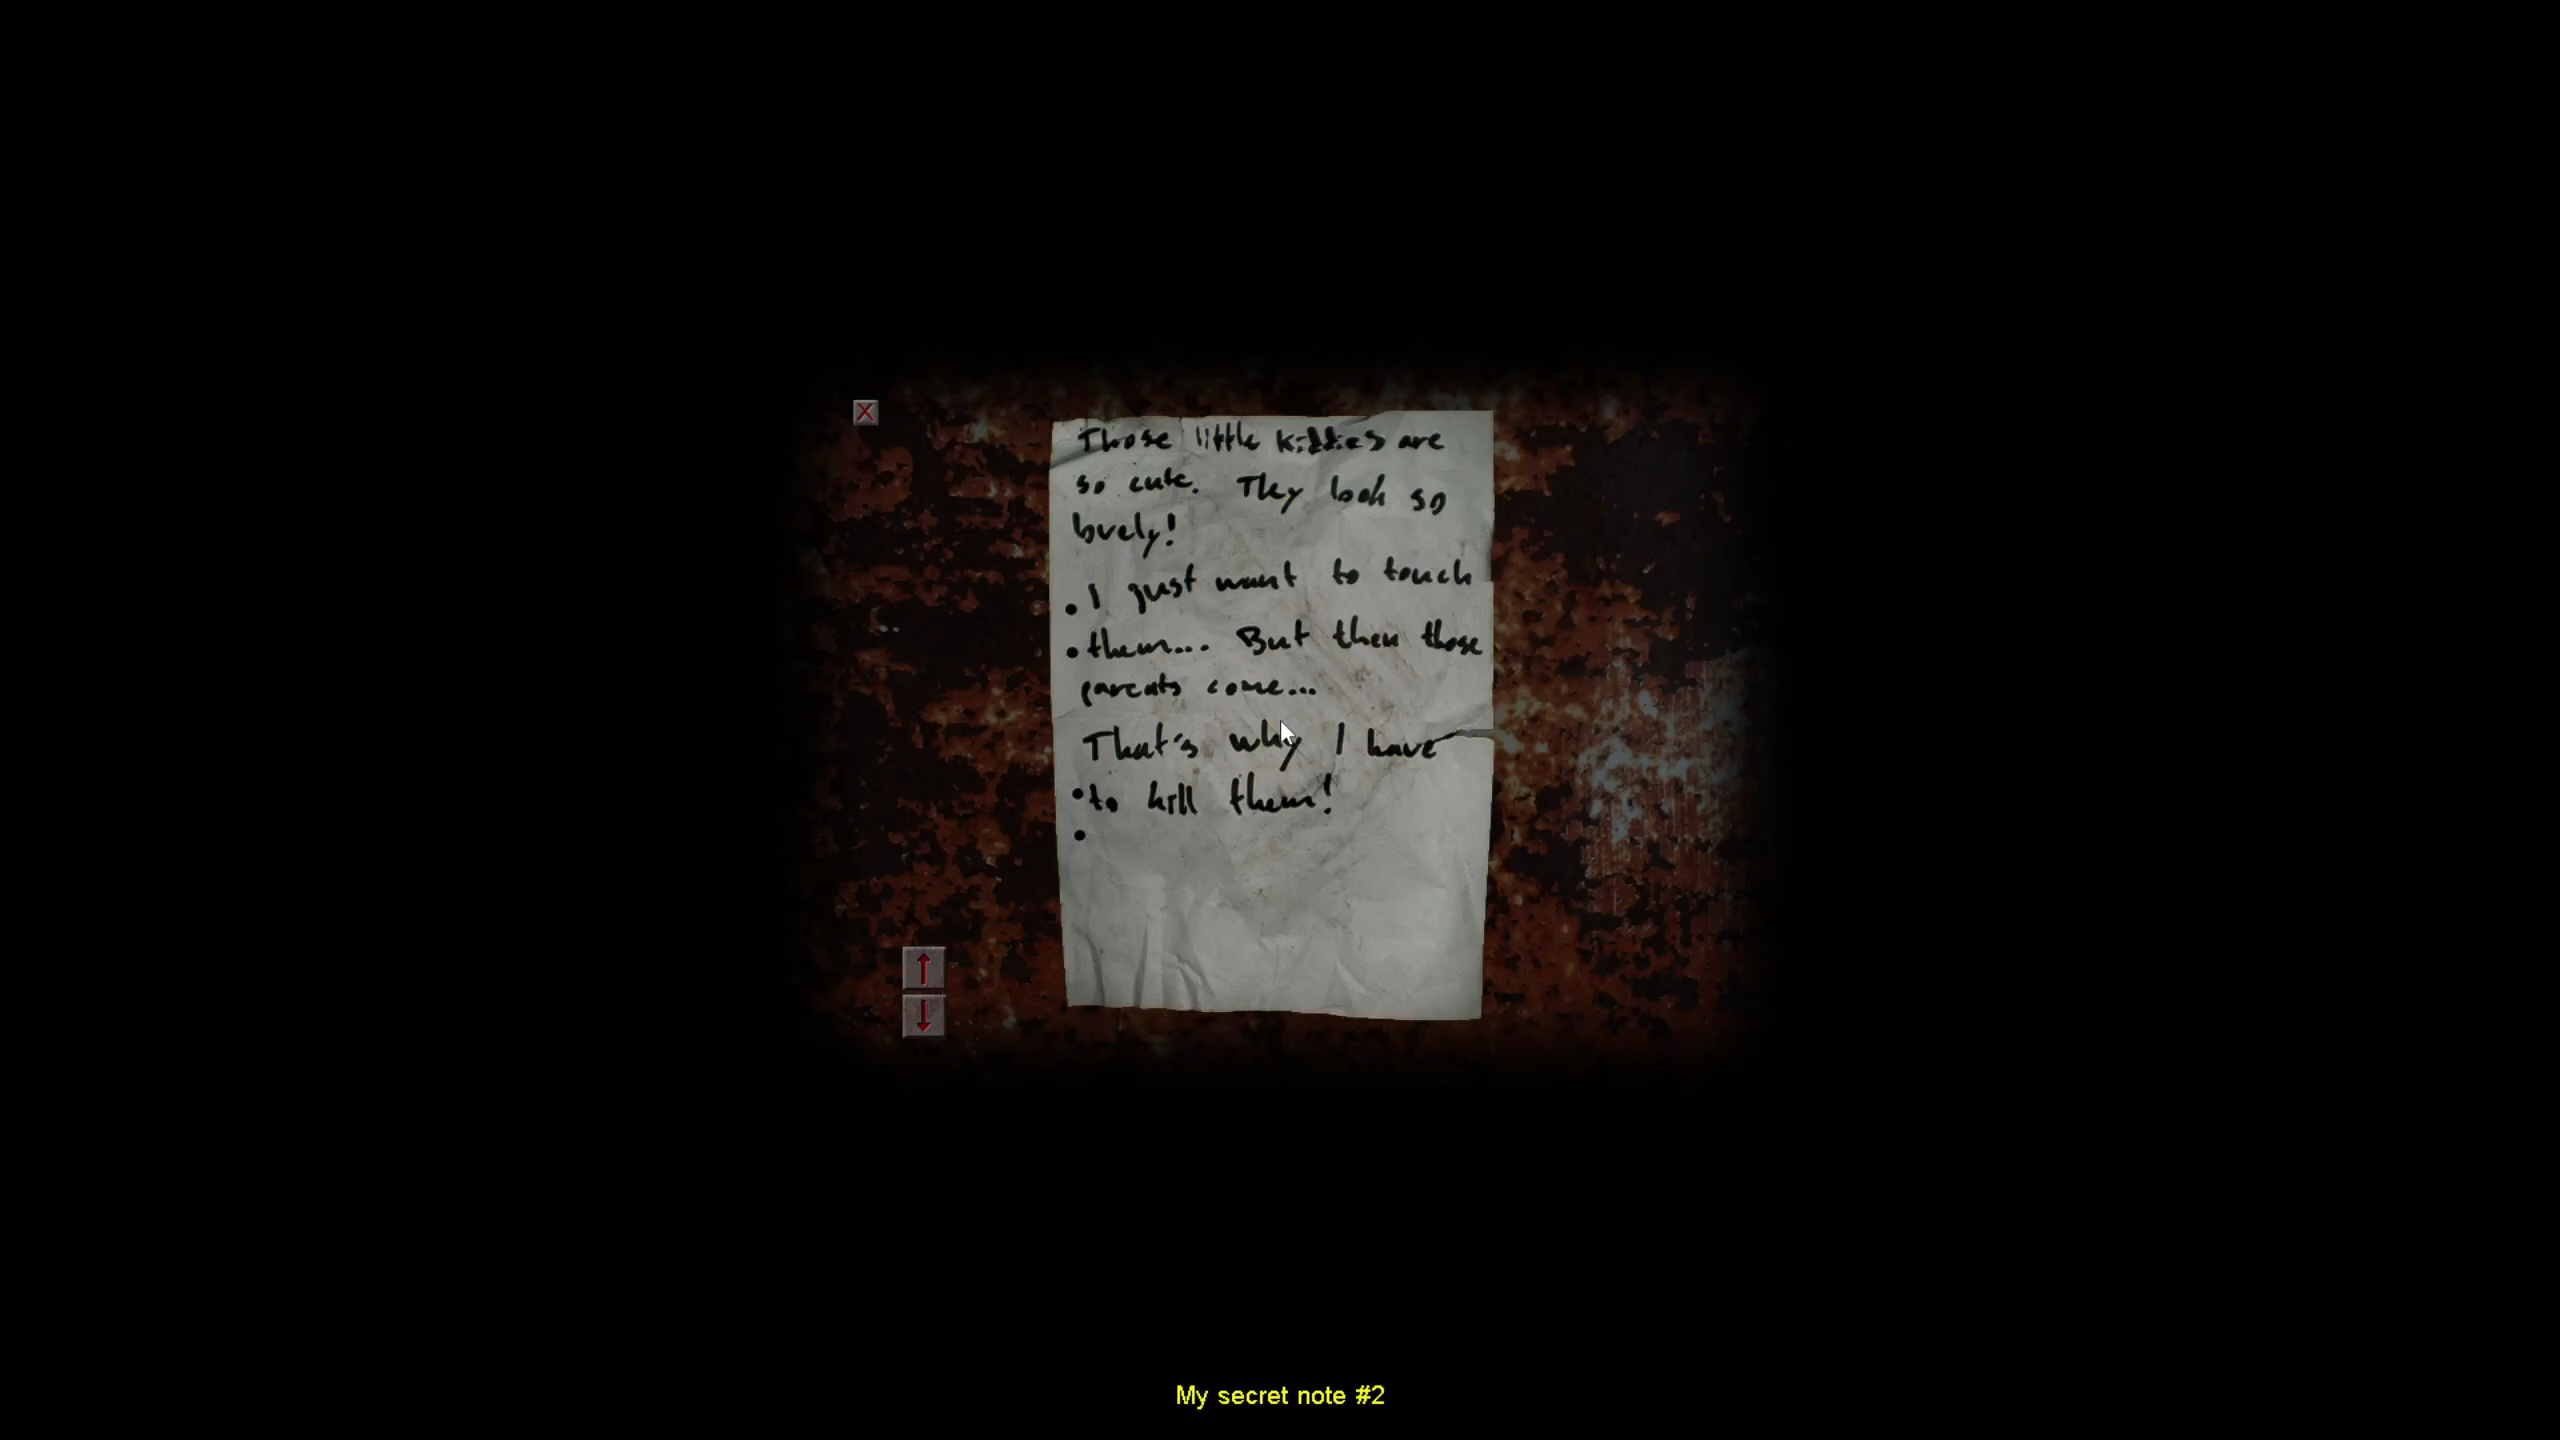 Those little kiddies are
so cute. They look so
lovely!
• I just want to touch
• them... But then those
parents come...
That's why I have
• to kill them!
•
My secret note #2